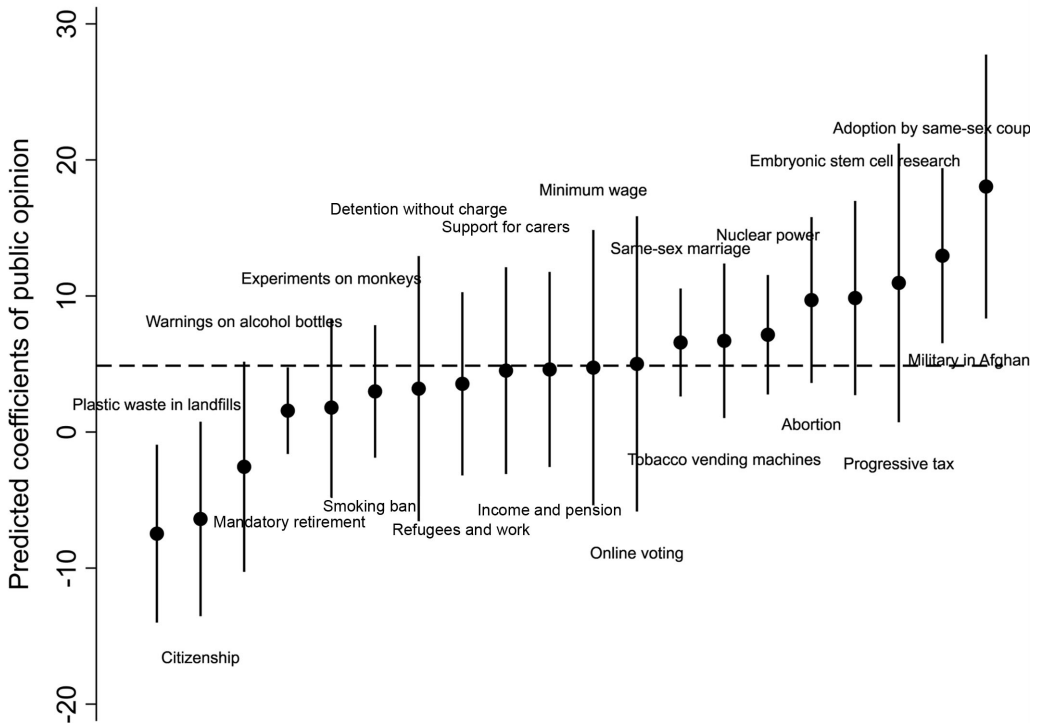 Predicted coefficients of public opinion
30
20
10
0
-10
-20
Adoption by same-sex coup
Embryonic stem cell research
Minimum wage
Detention without charge
Support for carers
Nuclear power
Same-sex marriage
Experiments on monkeys
Warnings on alcohol bottles
Military in Afghan
Plastic waste in landfills
Abortion
Tobacco vending machines
Progressive tax
Smoking ban
Income and pension
Mandatory retirement
Refugees and work
Online voting
Citizenship